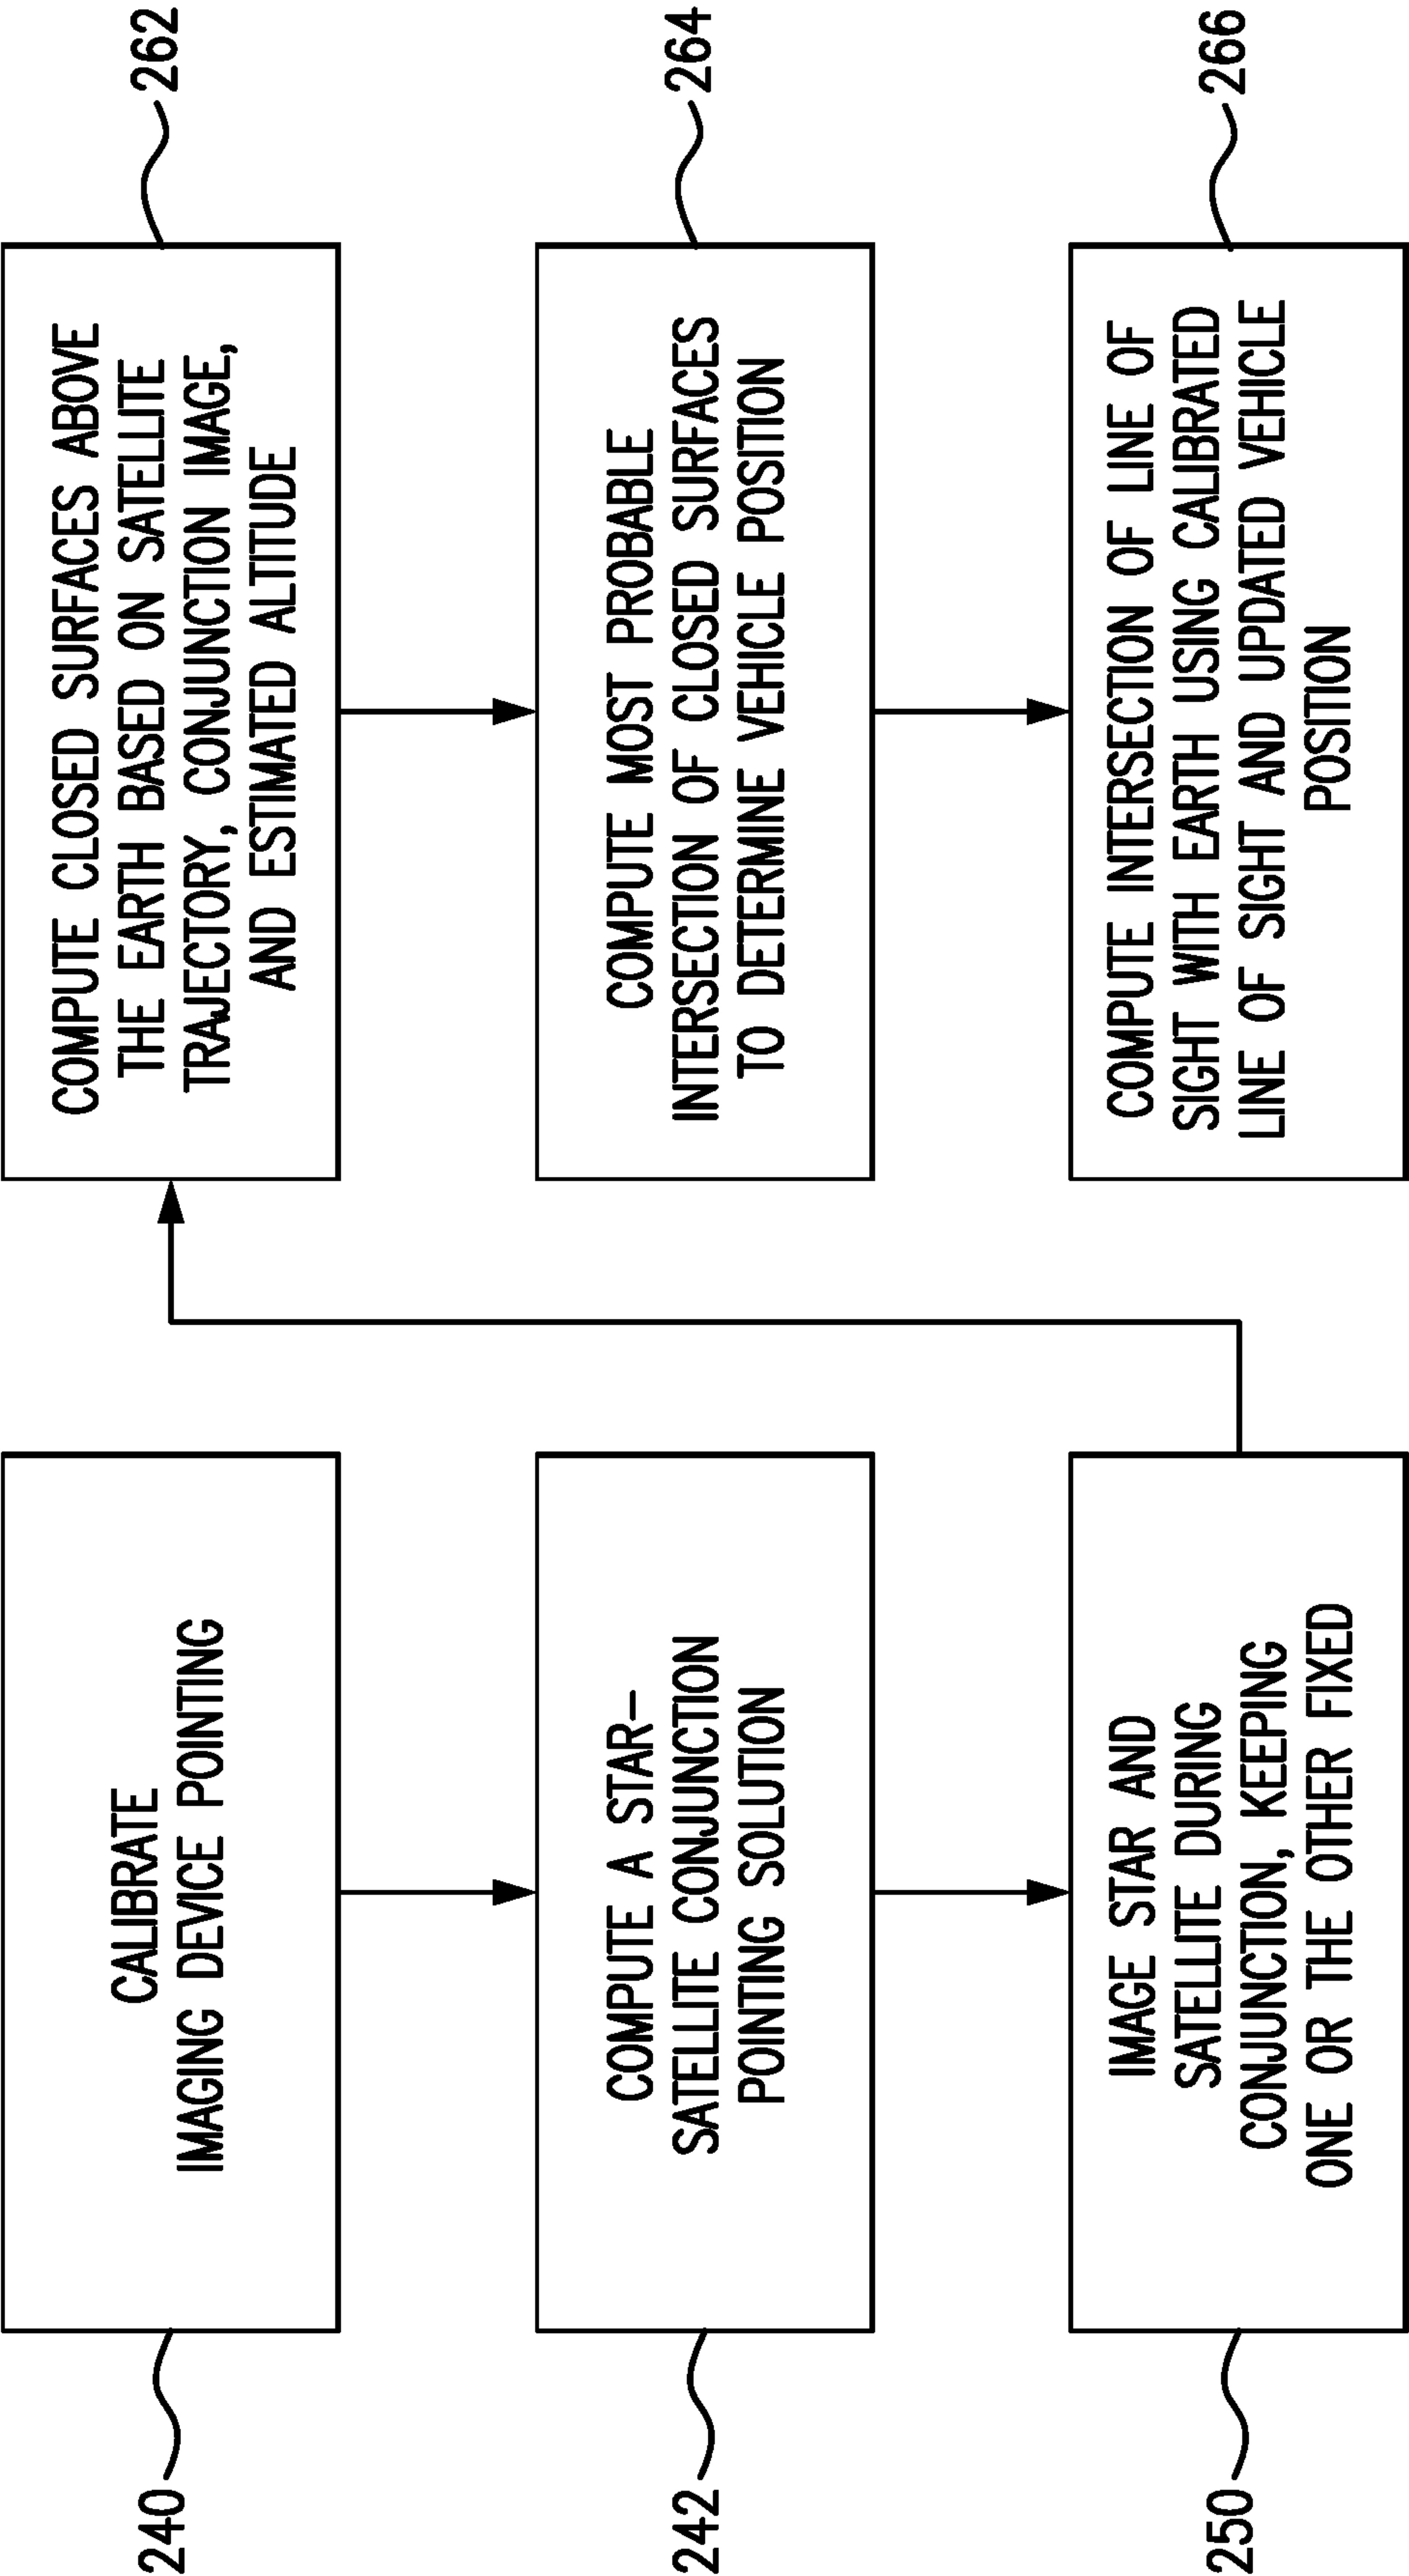 240
CALIBRATE
IMAGING DEVICE POINTING
242
COMPUTE A STAR–
SATELLITE CONJUNCTION
POINTING SOLUTION
250
IMAGE STAR AND
SATELLITE DURING
CONJUNCTION, KEEPING
ONE OR THE OTHER FIXED
262
COMPUTE CLOSED SURFACES ABOVE
THE EARTH BASED ON SATELLITE
TRAJECTORY, CONJUNCTION IMAGE,
AND ESTIMATED ALTITUDE
264
COMPUTE MOST PROBABLE
INTERSECTION OF CLOSED SURFACES
TO DETERMINE VEHICLE POSITION
266
COMPUTE INTERSECTION OF LINE OF
SIGHT WITH EARTH USING CALIBRATED
LINE OF SIGHT AND UPDATED VEHICLE
POSITION